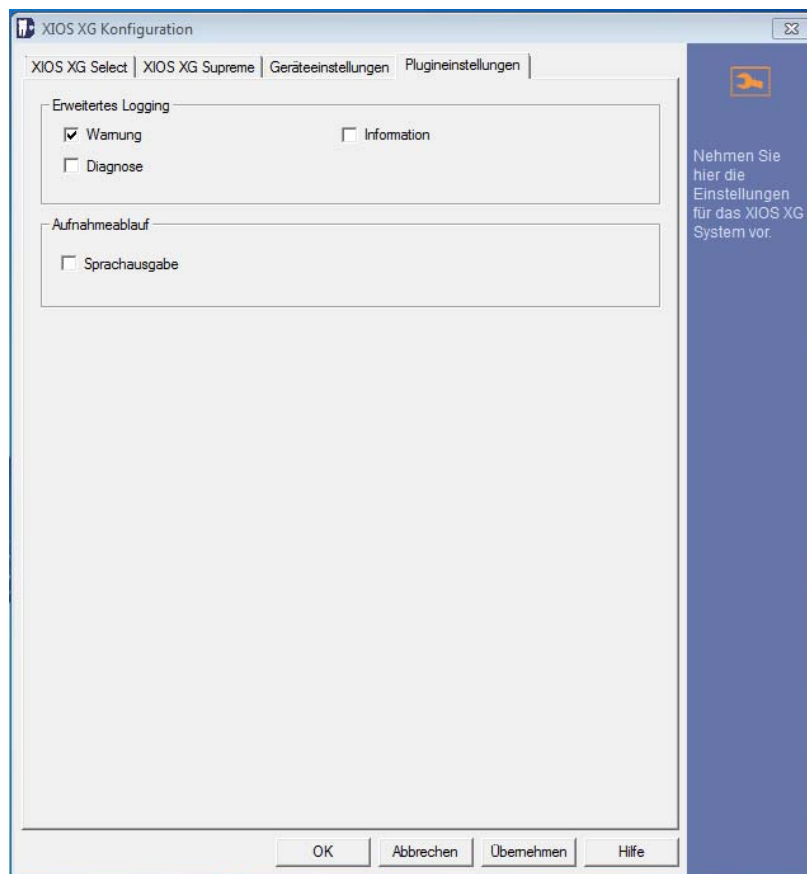 XIOS XG Konfiguration
XIOS XG Select
XIOS XG Supreme
Geräteeinstellungen
Plugineinstellungen
Erweitertes Logging
Warnung
Information
Diagnose
Aufnahmeablauf
Sprachausgabe
Nehmen Sie
hier die
Einstellungen
für das XIOS XG
System vor.
OK
Abbrechen
Übernehmen
Hilfe